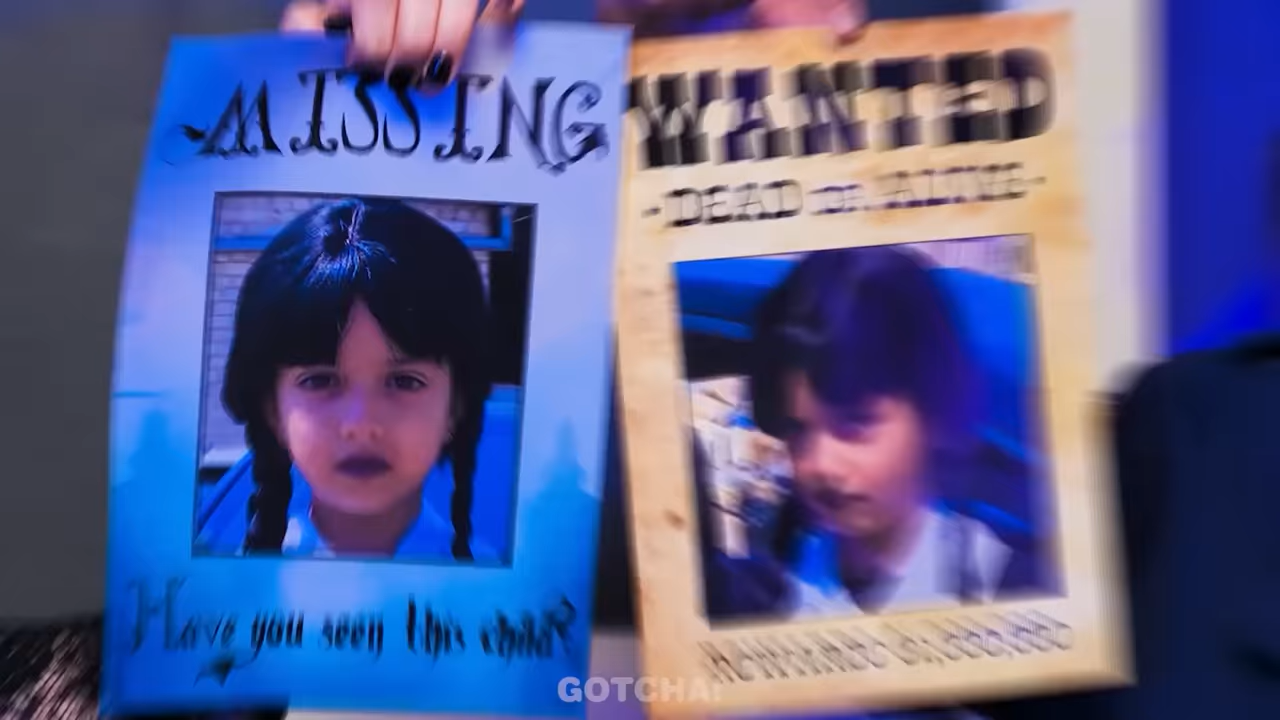 MISSING
Have you seen this child?
WANTED
-DEAD OR ALIVE-
GOTCHA!